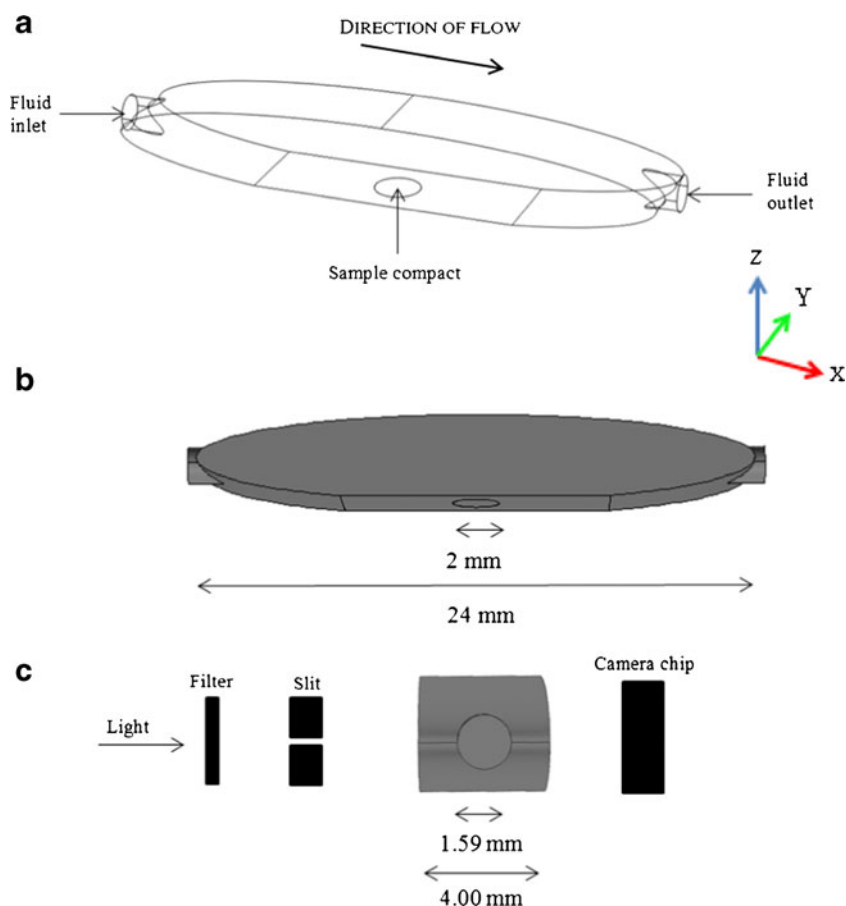 a
DIRECTION OF FLOW
Fluid
inlet
Fluid
outlet
Sample compact
Z
Y
X
b
2 mm
24 mm
c
Filter
Slit
Camera chip
Light
1.59 mm
4.00 mm